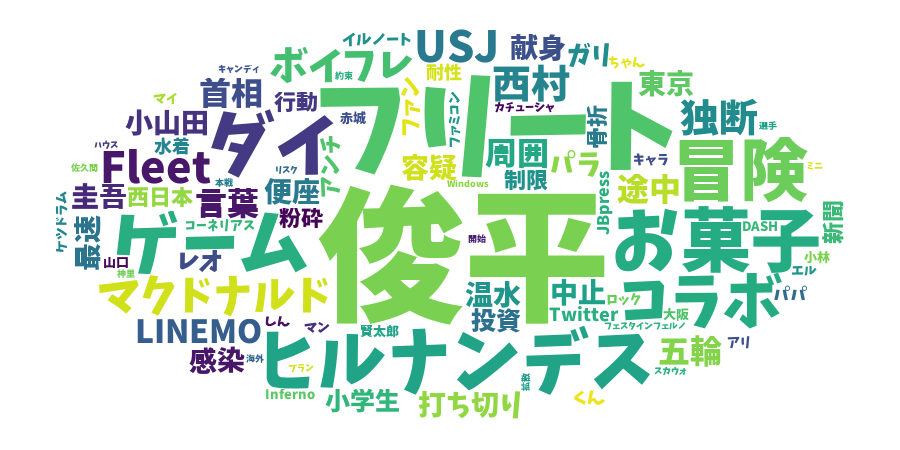 USJ
イルノート
献身
ガリ
ちゃん
ボイフレ
約束
キャンディ
首相
行動
耐性
ファン
ファミコン
西村
カチューシャ
骨折
東京
独断
選手
フリート
マイ
小山田
赤城
ダイ
水着
ハウス
佐久間
Fleet
リスク
アンチ
容疑
Windows
周囲
制限
パラ
キャラ
冒険
ミニ
JBpress
途中
圭吾
西日本
言葉
本戦
便座
粉砕
コーネリアス
ケツドラム
最速
ゲーム
俊平
開始
お菓子
DASH
新聞
小林
エル
山口
神里
レオ
マクドナルド
温水
投資
中止
Twitter
ロック
コラボ
パパ
大阪
フェスタインフェルノ
LINEMO
しん
マン
賢太郎
感染
海外
ヒルナンデス
プラン
五輪
アリ
スカウォ
Inferno
小学生
打ち切り
くん